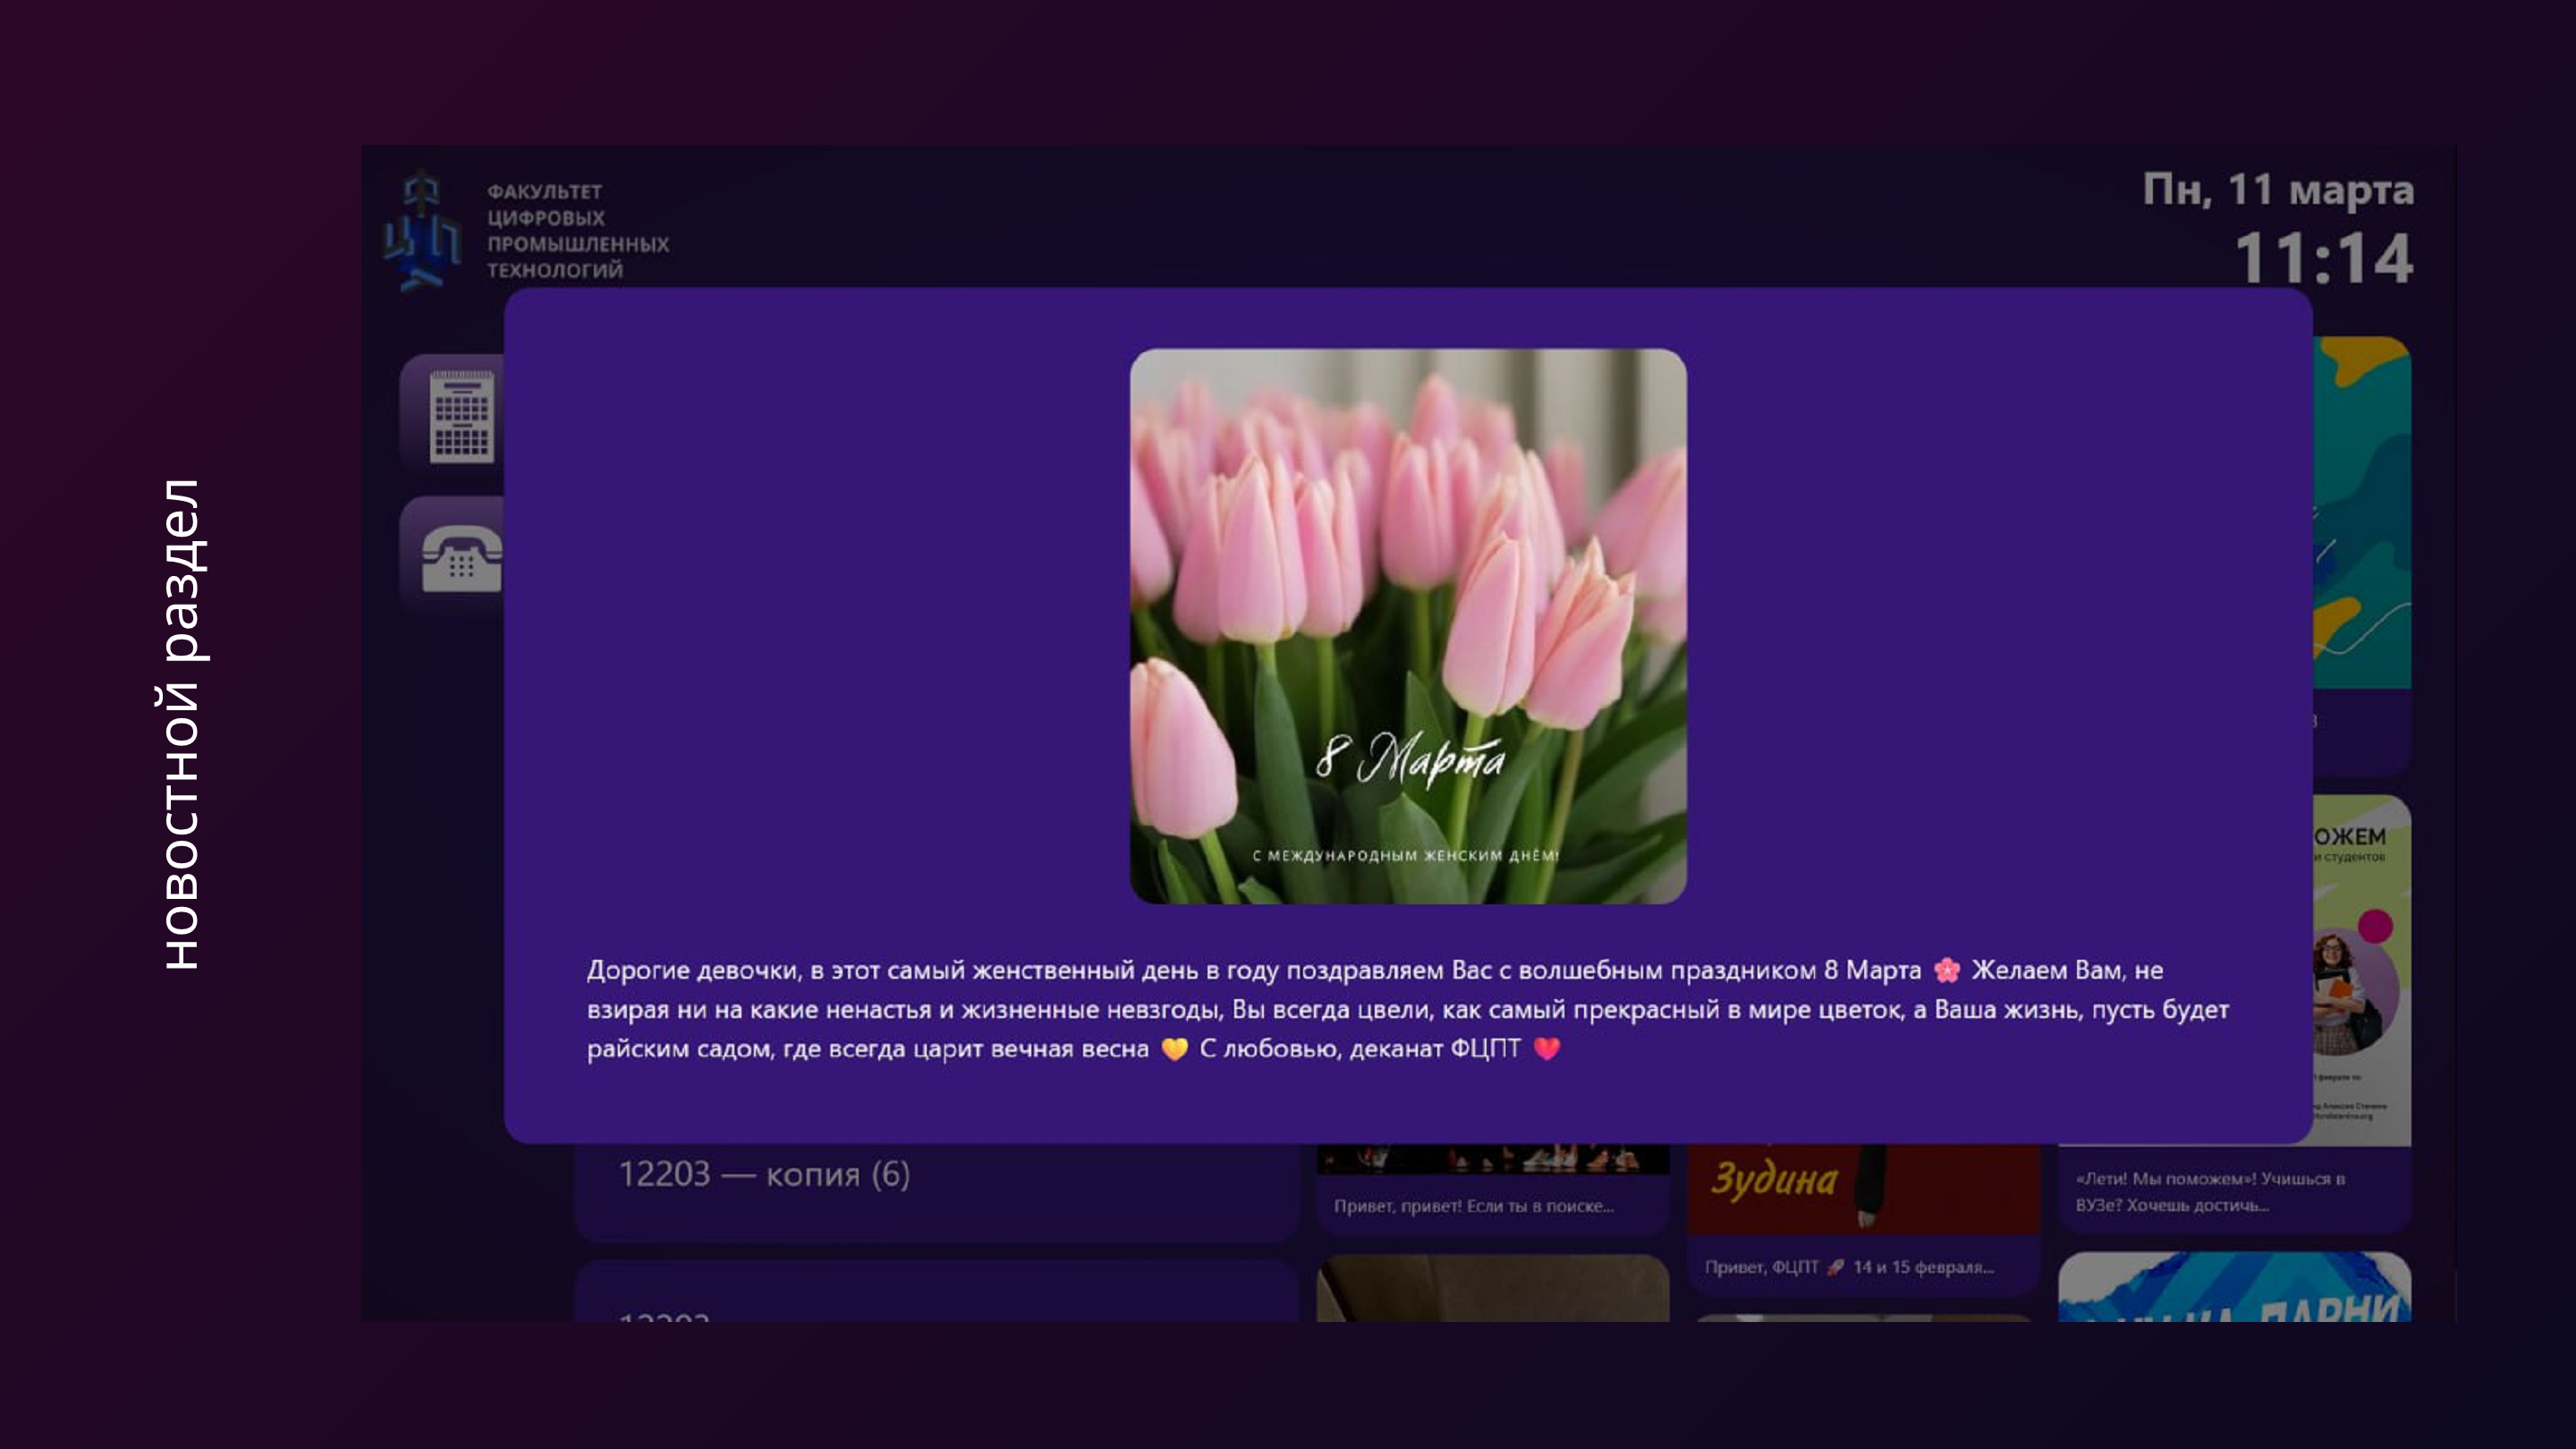 новостной раздел
ФАКУЛЬТЕТ
ЦИФРОВЫХ
ПРОМЫШЛЕННЫХ
ТЕХНОЛОГИЙ
Пн, 11 марта
11:14
8 Марта
С МЕЖДУНАРОДНЫМ ЖЕНСКИМ ДНЁМ!
Дорогие девочки, в этот самый женственный день в году поздравляем Вас с волшебным праздником 8 Марта 🌸 Желаем Вам, не
взирая ни на какие ненастья и жизненные невзгоды, Вы всегда цвели, как самый прекрасный в мире цветок, а Ваша жизнь, пусть будет
райским садом, где всегда царит вечная весна 💛 С любовью, деканат ФЦПТ ❤️
ОЖЕМ
и студентов
12203 — копия (6)
Привет, привет! Если ты в поиске...
Зудина
Привет, ФЦПТ 🚀 14 и 15 февраля...
«Лети! Мы поможем»! Учишься в
ВУЗе? Хочешь достичь...
ПАРНИ